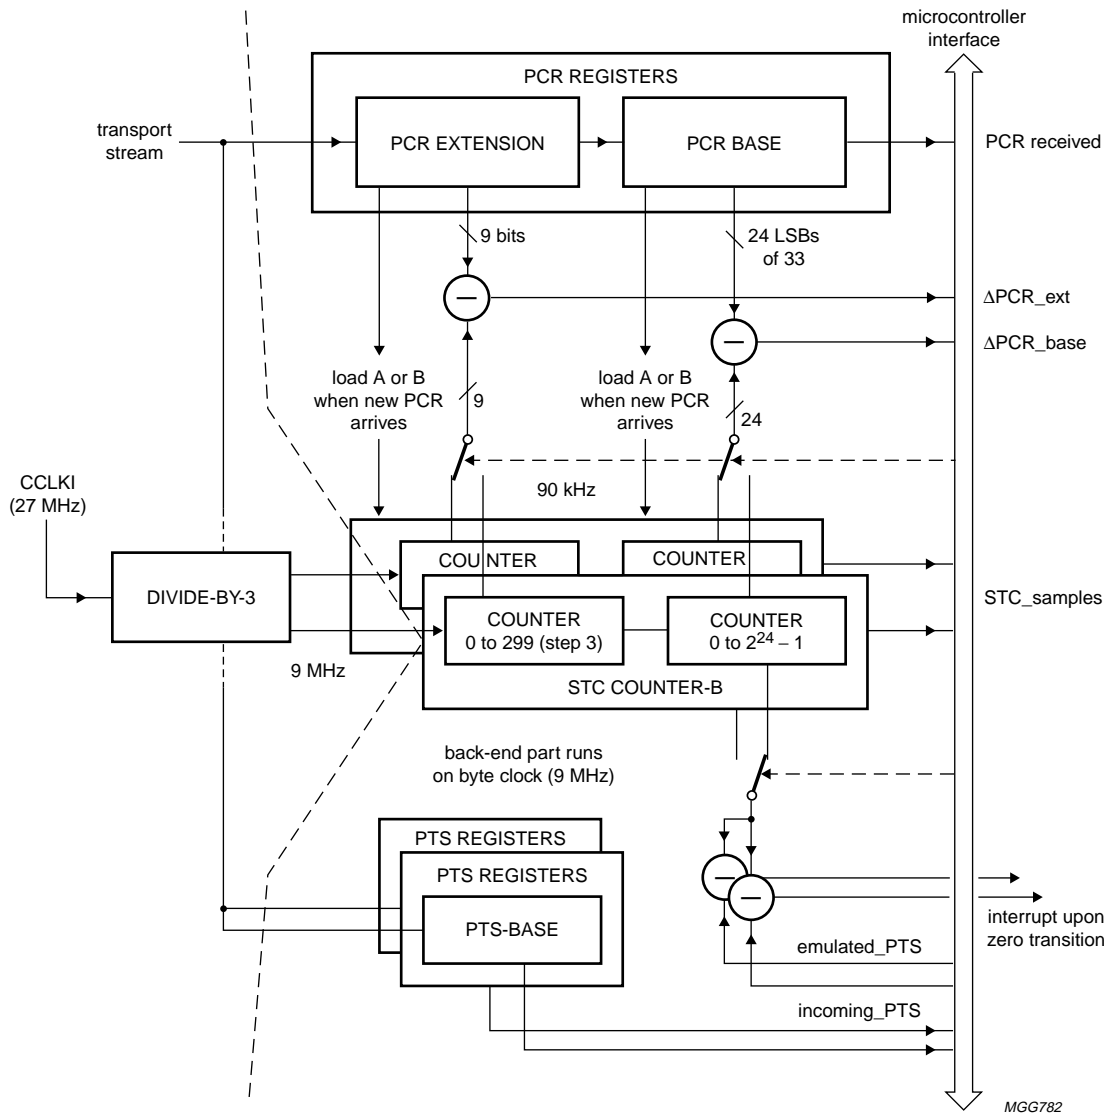 microcontroller
interface
PCR REGISTERS
transport
stream
PCR EXTENSION
PCR BASE
PCR received
9 bits
24 LSBs
of 33
ΔPCR_ext
ΔPCR_base
load A or B
when new PCR
arrives
9
load A or B
when new PCR
arrives
24
CCLKI
(27 MHz)
90 kHz
COUNTER
COUNTER
DIVIDE-BY-3
COUNTER
0 to 299 (step 3)
COUNTER
0 to 2²⁴ – 1
STC_samples
9 MHz
STC COUNTER-B
back-end part runs
on byte clock (9 MHz)
PTS REGISTERS
PTS REGISTERS
PTS-BASE
interrupt upon
zero transition
emulated_PTS
incoming_PTS
MGG782